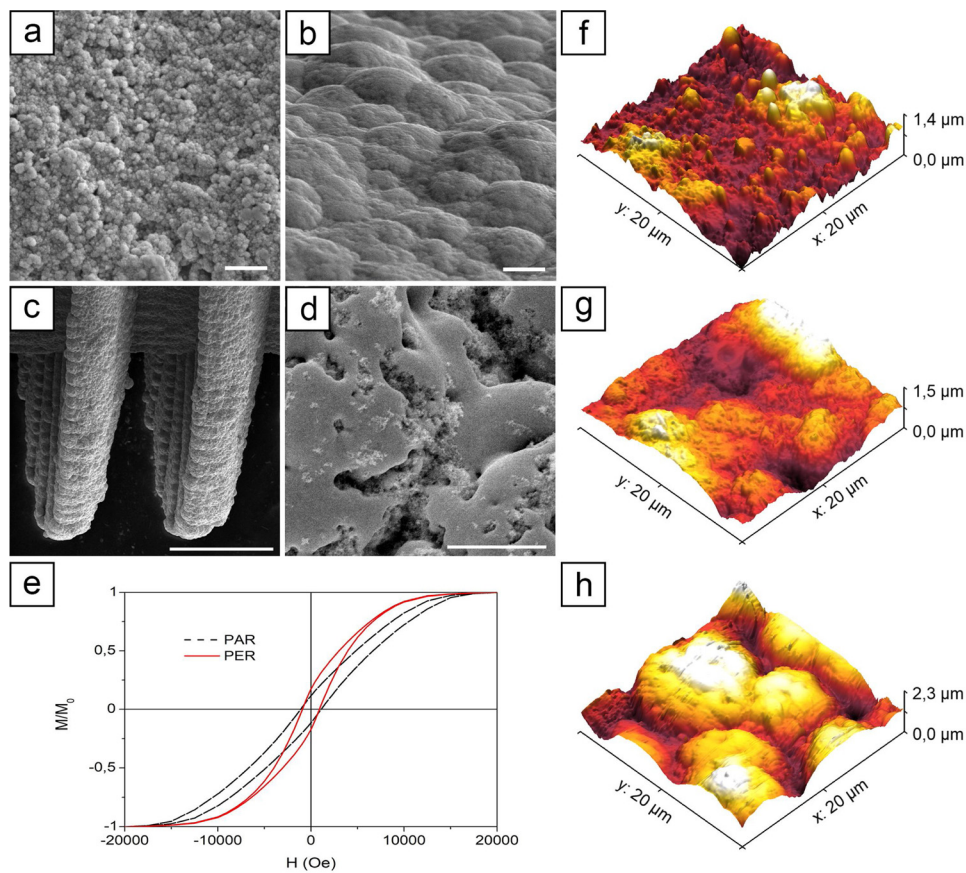 a
b
f
1,4 µm
0,0 µm
y: 20 µm
x: 20 µm
c
d
g
1,5 µm
0,0 µm
y: 20 µm
x: 20 µm
e
1
0,5
0
-0,5
-1
M/M₀
PAR
PER
-20000
-10000
0
10000
20000
H (Oe)
h
2,3 µm
0,0 µm
y: 20 µm
x: 20 µm